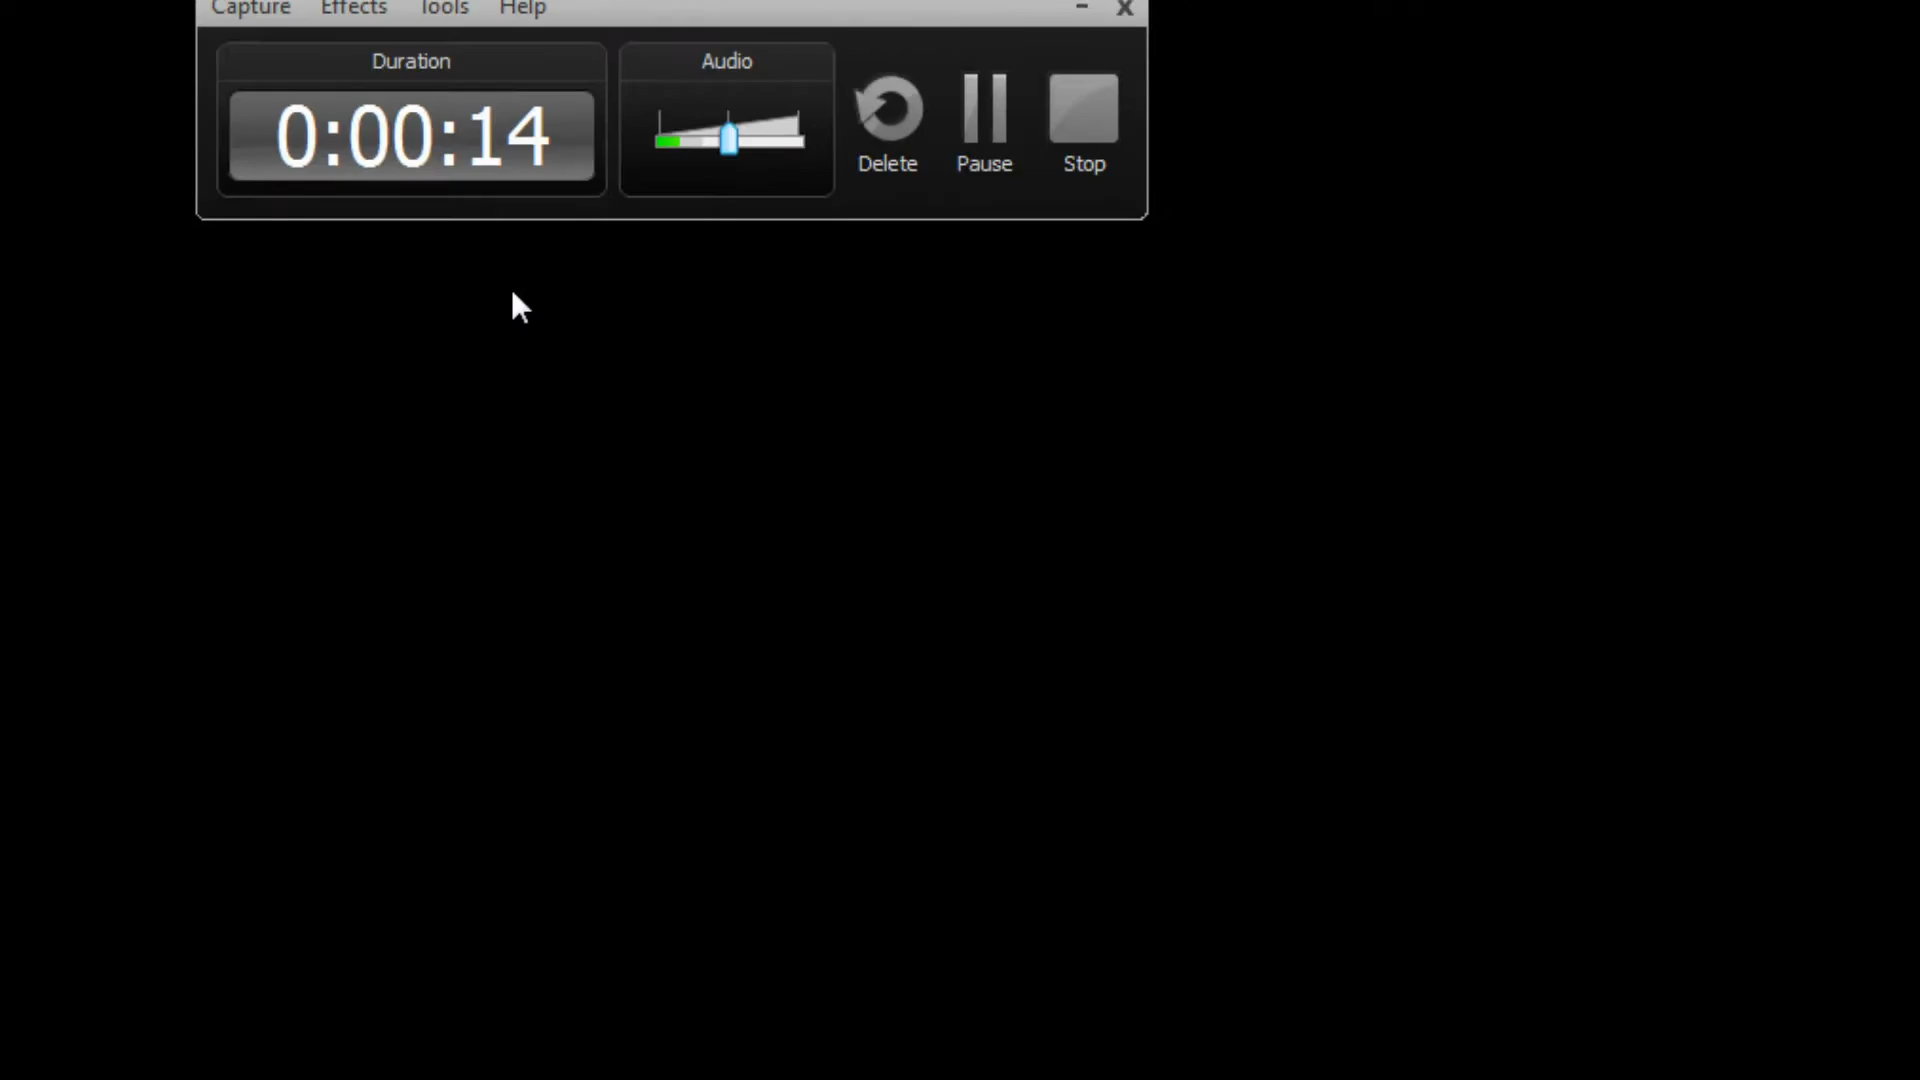 Capture Effects Tools Help - x
Duration Audio
0:00:14
Delete Pause Stop